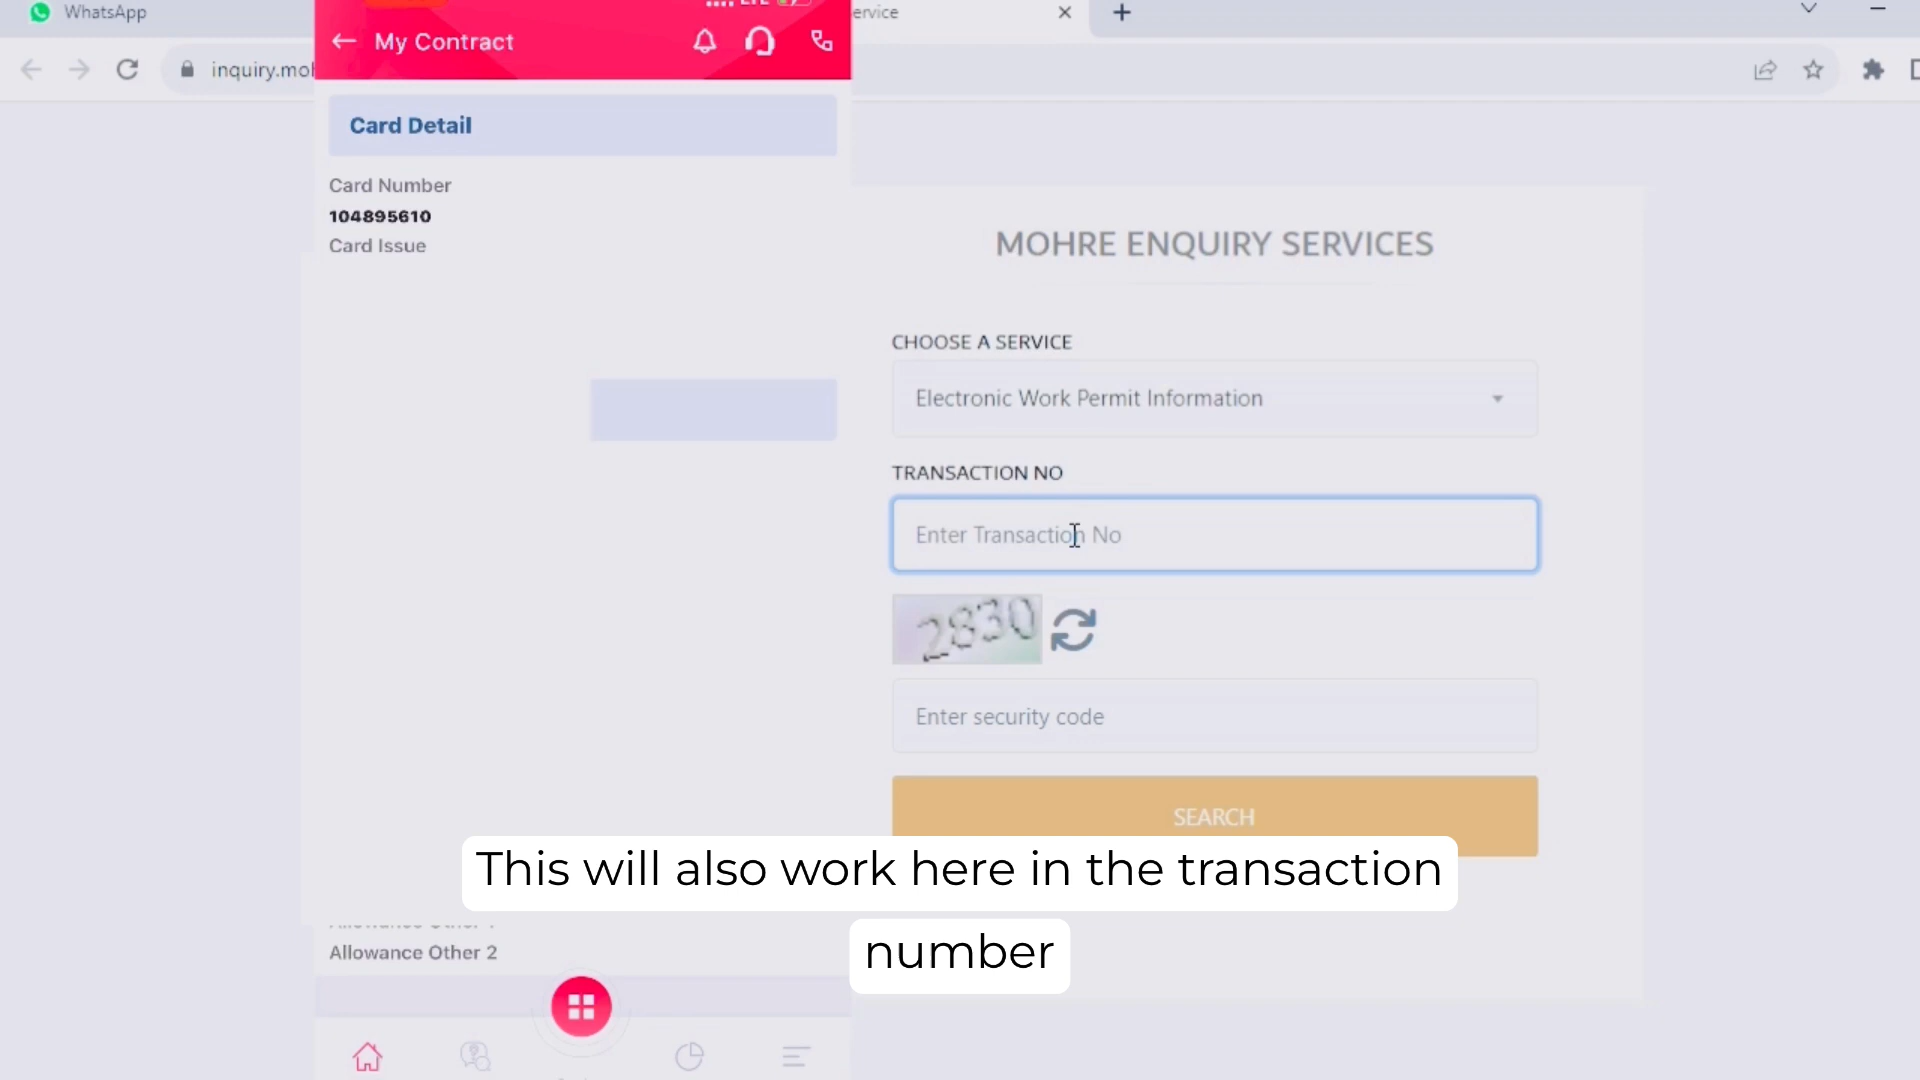 WhatsApp
ervice
inquiry.moh
LTE
My Contract
Card Detail
Card Number
104895610
Card Issue
MOHRE ENQUIRY SERVICES
CHOOSE A SERVICE
Electronic Work Permit Information
TRANSACTION NO
Enter Transaction No
2830
Enter security code
SEARCH
This will also work here in the transaction
number
Allowance Other 2